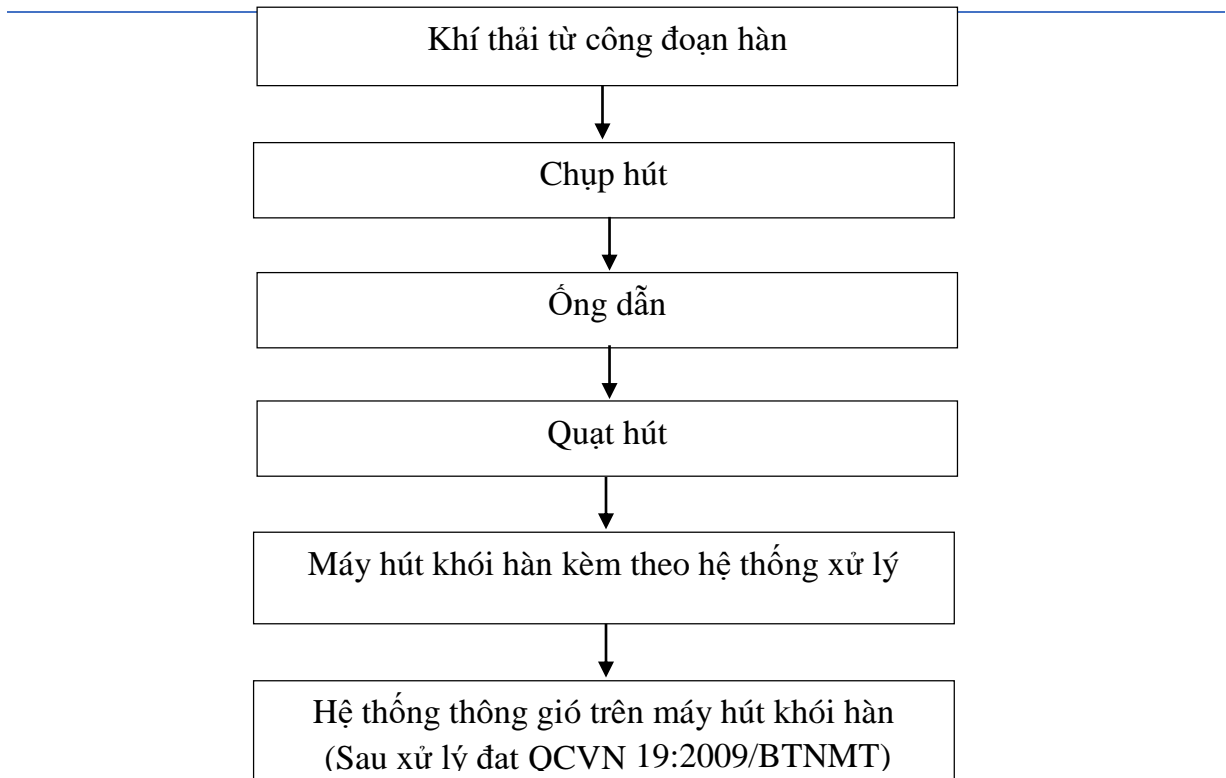 Khí thải từ công đoạn hàn
Chụp hút
Ống dẫn
Quạt hút
Máy hút khói hàn kèm theo hệ thống xử lý
Hệ thống thông gió trên máy hút khói hàn
(Sau xử lý đạt QCVN 19:2009/BTNMT)